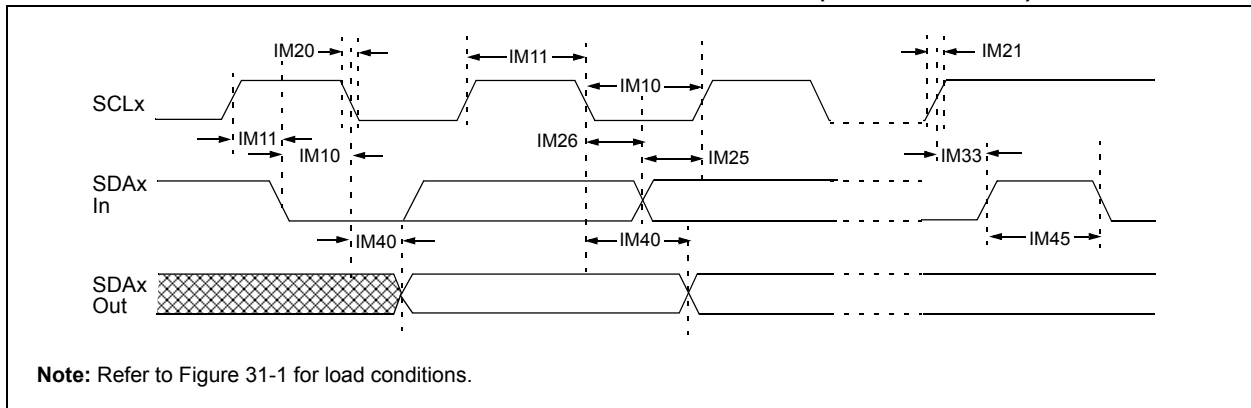 IM20
IM11
IM21
SCLx
IM10
IM11
IM10
IM26
IM25
IM33
SDAx
In
IM40
IM40
IM45
SDAx
Out
Note: Refer to Figure 31-1 for load conditions.